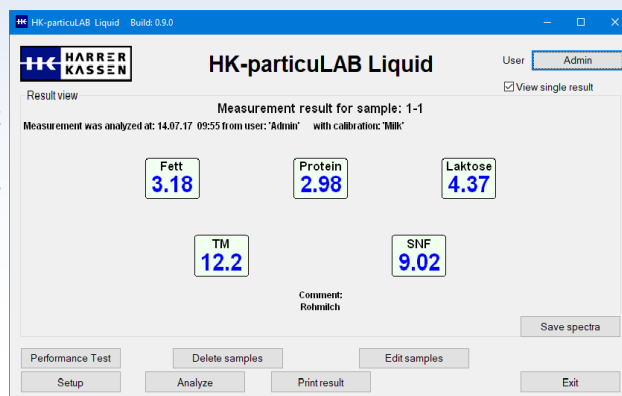 HK-particuLAB Liquid Build: 0.9.0
HK HARRER KASSEN
HK-particuLAB Liquid
User Admin
View single result
Result view
Measurement result for sample: 1-1
Measurement was analyzed at: 14.07.17 09:55 from user: 'Admin' with calibration: 'Milk'
Fett Protein Laktose
3.18 2.98 4.37
TM SNF
12.2 9.02
Comment:
Rohmilch
Save spectra
Performance Test Delete samples Edit samples
Setup Analyze Print result Exit